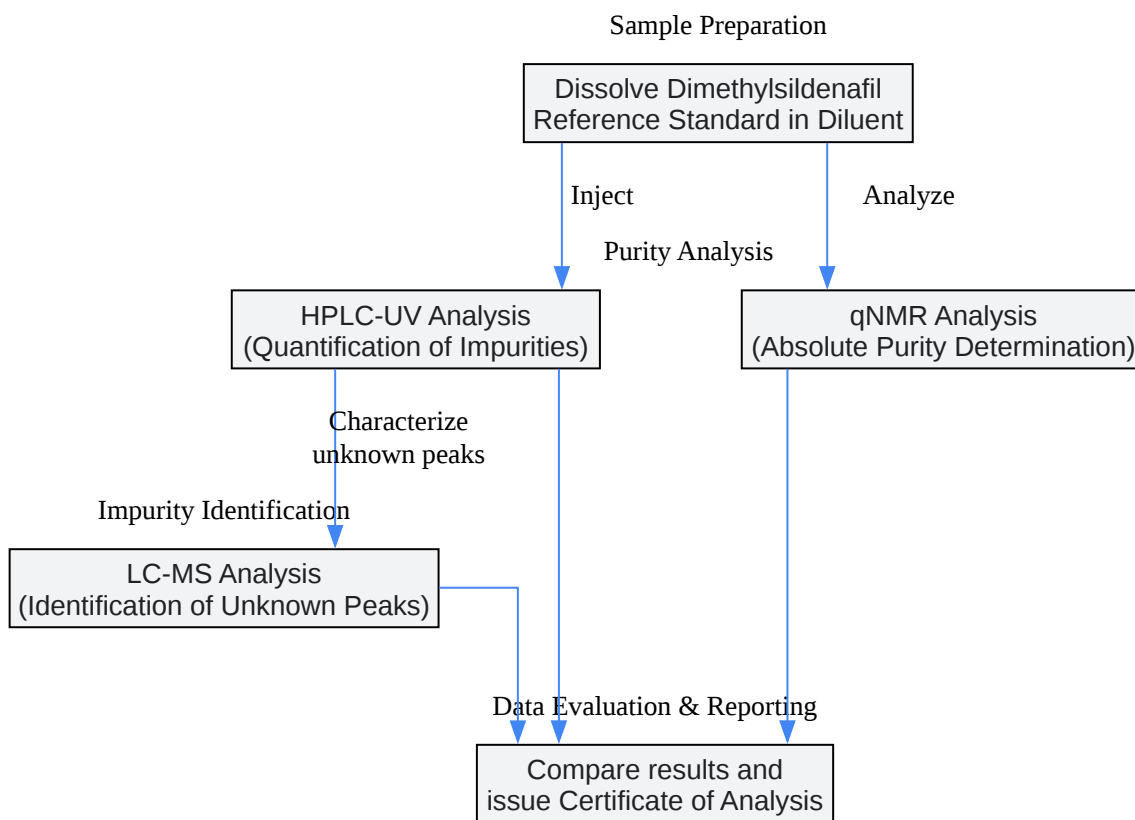 Sample Preparation
Dissolve Dimethylsildenafil
Reference Standard in Diluent
Inject
Analyze
Purity Analysis
HPLC-UV Analysis
(Quantification of Impurities)
qNMR Analysis
(Absolute Purity Determination)
Characterize
unknown peaks
Impurity Identification
LC-MS Analysis
(Identification of Unknown Peaks)
Data Evaluation & Reporting
Compare results and
issue Certificate of Analysis